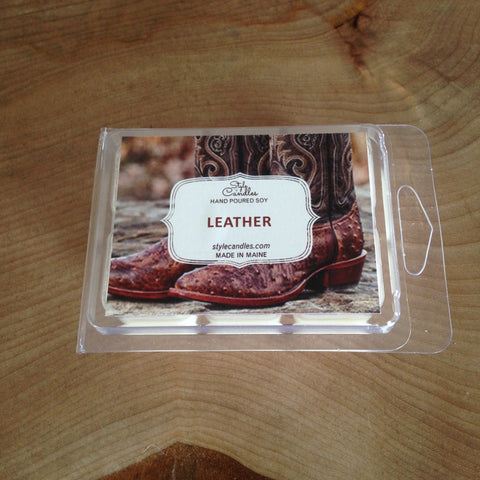 Style
Candles
HAND POURED SOY
LEATHER
stylecandles.com
MADE IN MAINE